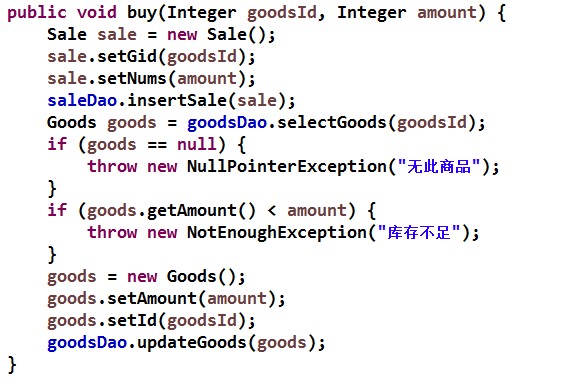 public void buy(Integer goodsId, Integer amount) {
    Sale sale = new Sale();
    sale.setGid(goodsId);
    sale.setNums(amount);
    saleDao.insertSale(sale);
    Goods goods = goodsDao.selectGoods(goodsId);
    if (goods == null) {
        throw new NullPointerException("无此商品");
    }
    if (goods.getAmount() < amount) {
        throw new NotEnoughException("库存不足");
    }
    goods = new Goods();
    goods.setAmount(amount);
    goods.setId(goodsId);
    goodsDao.updateGoods(goods);
}